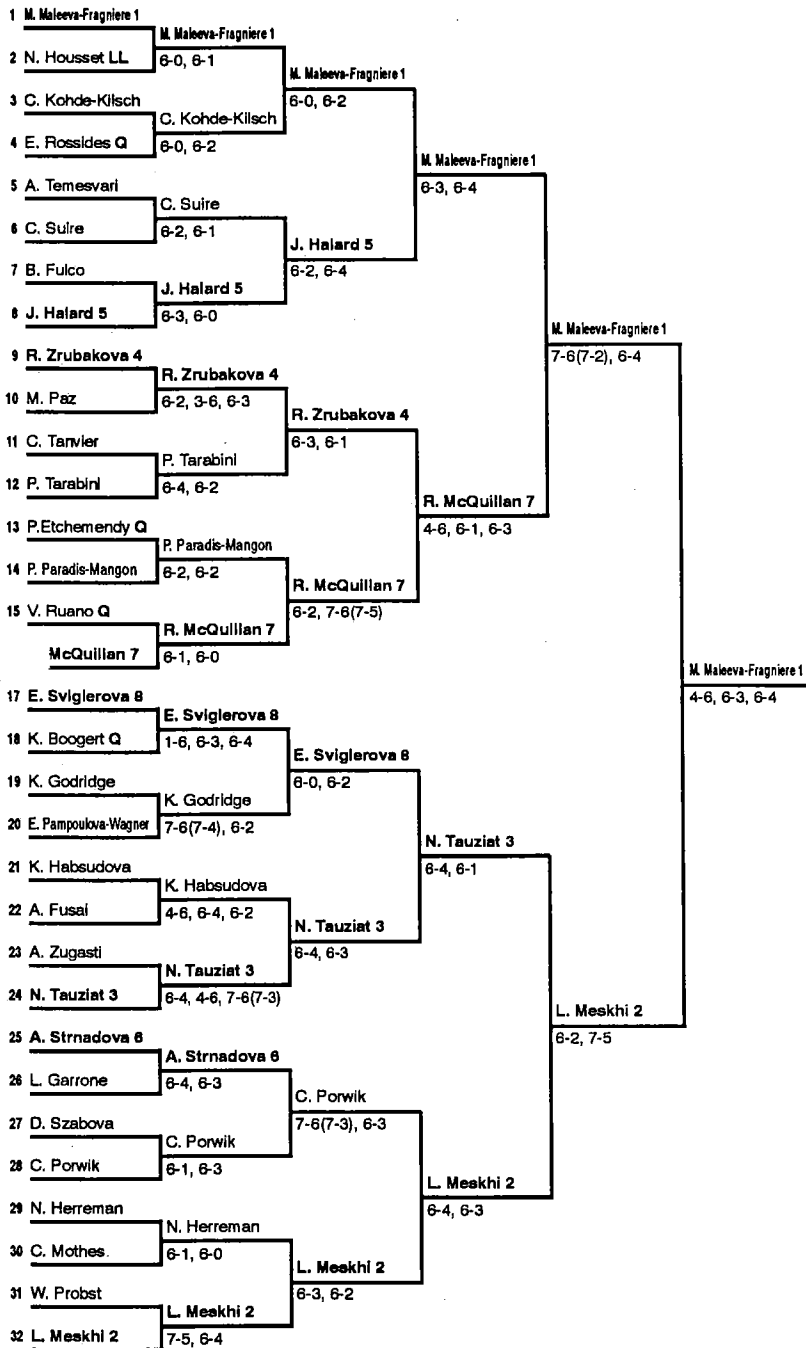 1 M. Maleeva-Fragniere 1
2 N. Housset LL
3 C. Kohde-Kilsch
4 E. Rossides Q
5 A. Temesvari
6 C. Suire
7 B. Fulco
8 J. Halard 5
9 R. Zrubakova 4
10 M. Paz
11 C. Tanvier
12 P. Tarabini
13 P.Etchemendy Q
14 P. Paradis-Mangon
15 V. Ruano Q
McQuillan 7
17 E. Sviglerova 8
18 K. Boogert Q
19 K. Godridge
20 E. Pampoulova-Wagner
21 K. Habsudova
22 A. Fusai
23 A. Zugasti
24 N. Tauziat 3
25 A. Strnadova 6
26 L. Garrone
27 D. Szabova
28 C. Porwik
29 N. Herreman
30 C. Mothes.
31 W. Probst
32 L. Meskhi 2
M. Maleeva-Fragniere 1
6-0, 6-1
C. Kohde-Kilsch
6-0, 6-2
C. Suire
6-2, 6-1
J. Halard 5
6-3, 6-0
R. Zrubakova 4
6-2, 3-6, 6-3
P. Tarabini
6-4, 6-2
P. Paradis-Mangon
6-2, 6-2
R. McQuillan 7
6-1, 6-0
E. Sviglerova 8
1-6, 6-3, 6-4
K. Godridge
7-6(7-4), 6-2
K. Habsudova
4-6, 6-4, 6-2
N. Tauziat 3
6-4, 4-6, 7-6(7-3)
A. Strnadova 6
6-4, 6-3
C. Porwik
6-1, 6-3
N. Herreman
6-1, 6-0
L. Meskhi 2
7-5, 6-4
M. Maleeva-Fragniere 1
6-0, 6-2
J. Halard 5
6-2, 6-4
R. Zrubakova 4
6-3, 6-1
R. McQuillan 7
6-2, 7-6(7-5)
E. Sviglerova 8
6-0, 6-2
N. Tauziat 3
6-4, 6-3
C. Porwik
7-6(7-3), 6-3
L. Meskhi 2
6-3, 6-2
M. Maleeva-Fragniere 1
6-3, 6-4
R. McQuillan 7
4-6, 6-1, 6-3
N. Tauziat 3
6-4, 6-1
L. Meskhi 2
6-4, 6-3
M. Maleeva-Fragniere 1
7-6(7-2), 6-4
L. Meskhi 2
6-2, 7-5
M. Maleeva-Fragniere 1
4-6, 6-3, 6-4